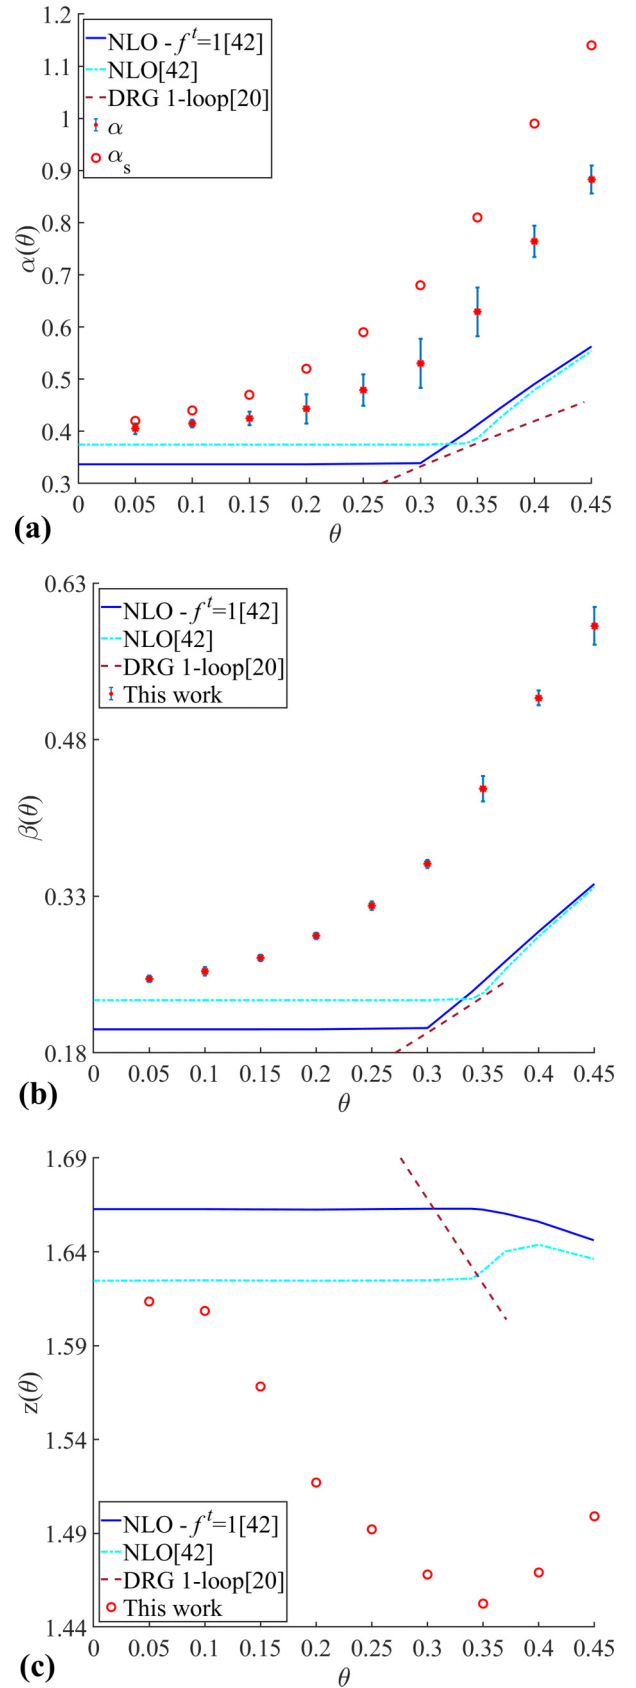 1.2
1.1
1
0.9
0.8
0.7
0.6
0.5
0.4
0.3
α(θ)
NLO - f^t=1[42]
NLO[42]
DRG 1-loop[20]
α
α_s
0 0.05 0.1 0.15 0.2 0.25 0.3 0.35 0.4 0.45
θ
(a)
0.63
0.48
0.33
0.18
β(θ)
NLO - f^t=1[42]
NLO[42]
DRG 1-loop[20]
This work
0 0.05 0.1 0.15 0.2 0.25 0.3 0.35 0.4 0.45
θ
(b)
1.69
1.64
1.59
1.54
1.49
1.44
z(θ)
NLO - f^t=1[42]
NLO[42]
DRG 1-loop[20]
This work
0 0.05 0.1 0.15 0.2 0.25 0.3 0.35 0.4 0.45
θ
(c)